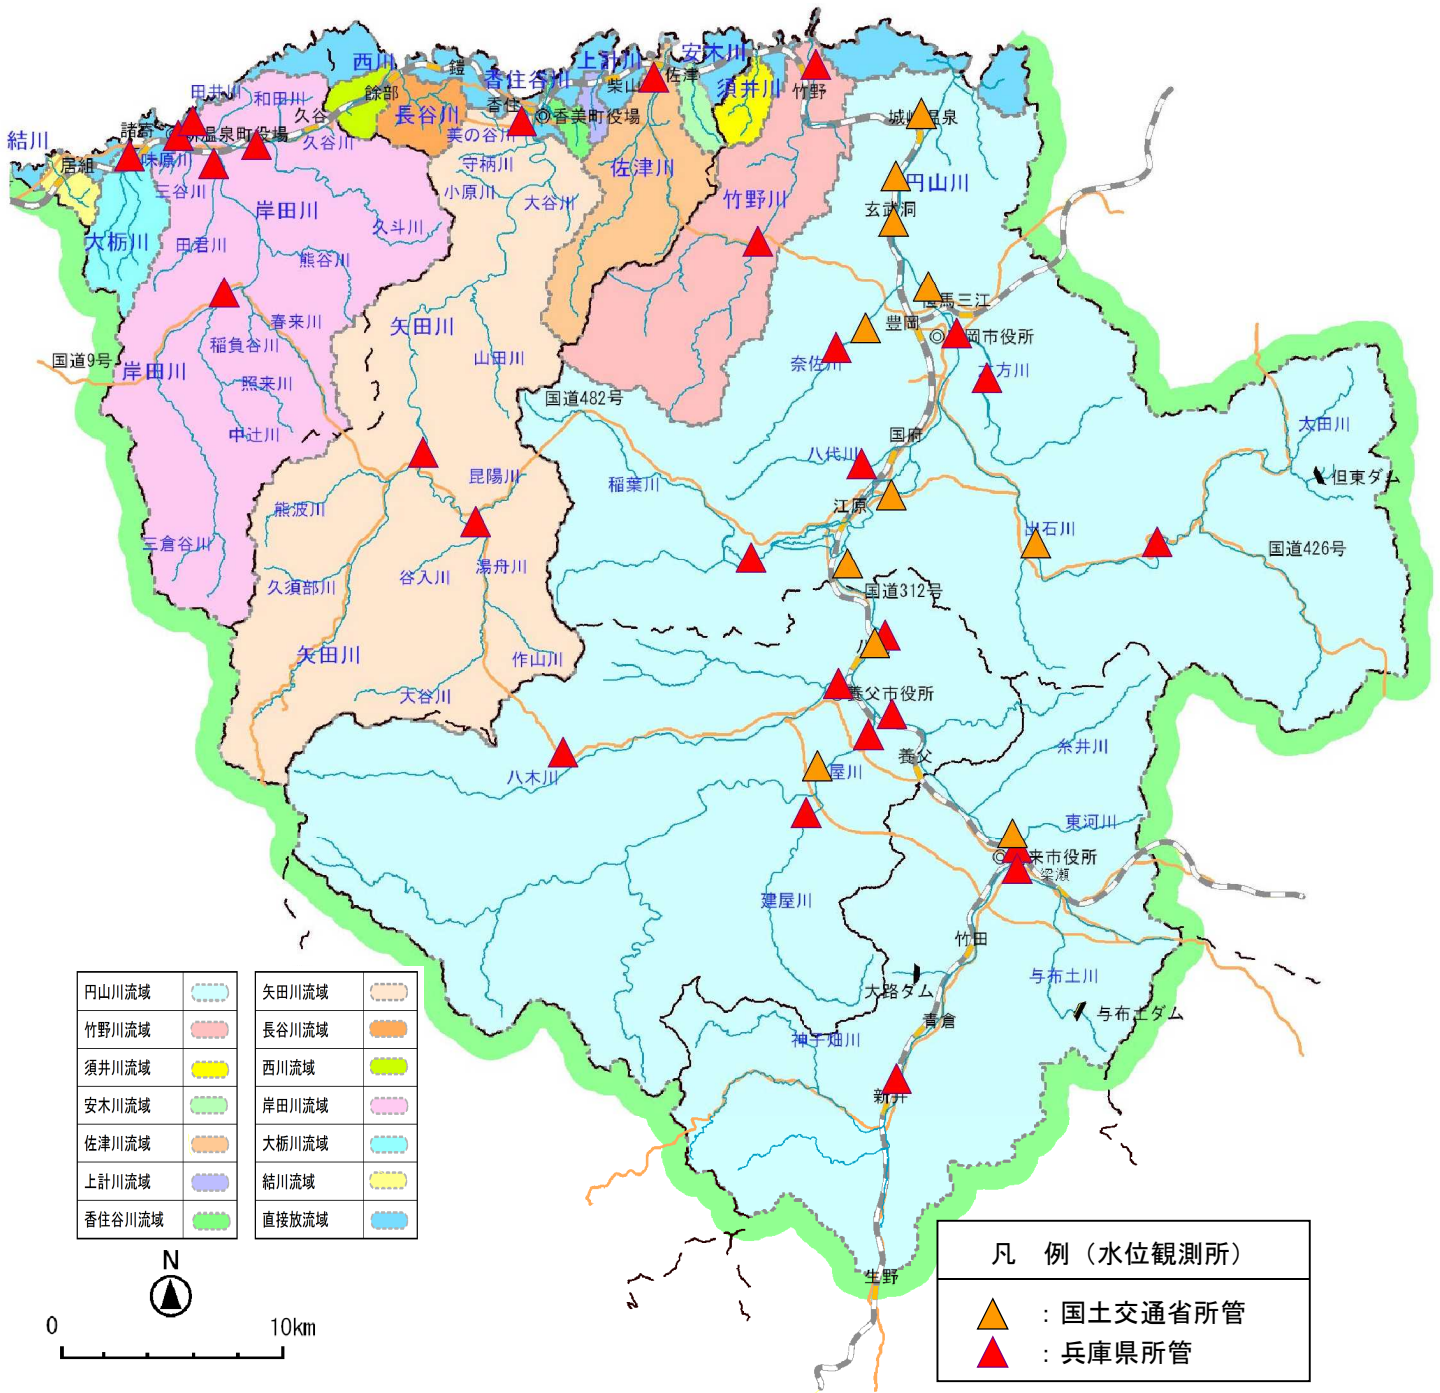 結川
居組
諸寄
田井川
和田川
久谷
西川
餘部
鎧
長谷川
香住谷川
香住
上計川
柴山
佐津
安木川
須井川
竹野
温泉町役場
味原川
久谷川
三谷川
美の谷川
守柄川
小原川
大谷川
香美町役場
佐津川
竹野川
城崎温泉
円山川
玄武洞
大栃川
田君川
岸田川
久斗川
熊谷川
春来川
稲負谷川
国道9号
岸田川
照来川
中辻川
矢田川
山田川
但馬三江
豊岡
岡市役所
奈佐川
六方川
国道482号
八代川
国府
太田川
但東ダム
昆陽川
稲葉川
江原
熊波川
三倉谷川
出石川
国道426号
久須部川
谷入川
湯舟川
国道312号
矢田川
作山川
大谷川
八
養父市役所
八木川
屋川
養父
糸井川
東河川
来市役所
梁瀬
建屋川
竹田
与布土川
大路ダム
与布土ダム
青倉
神子畑川
新井
生野
円山川流域
竹野川流域
須井川流域
安木川流域
佐津川流域
上計川流域
香住谷川流域
矢田川流域
長谷川流域
西川流域
岸田川流域
大栃川流域
結川流域
直接放流域
N
0 10km
凡 例（水位観測所）
：国土交通省所管
：兵庫県所管